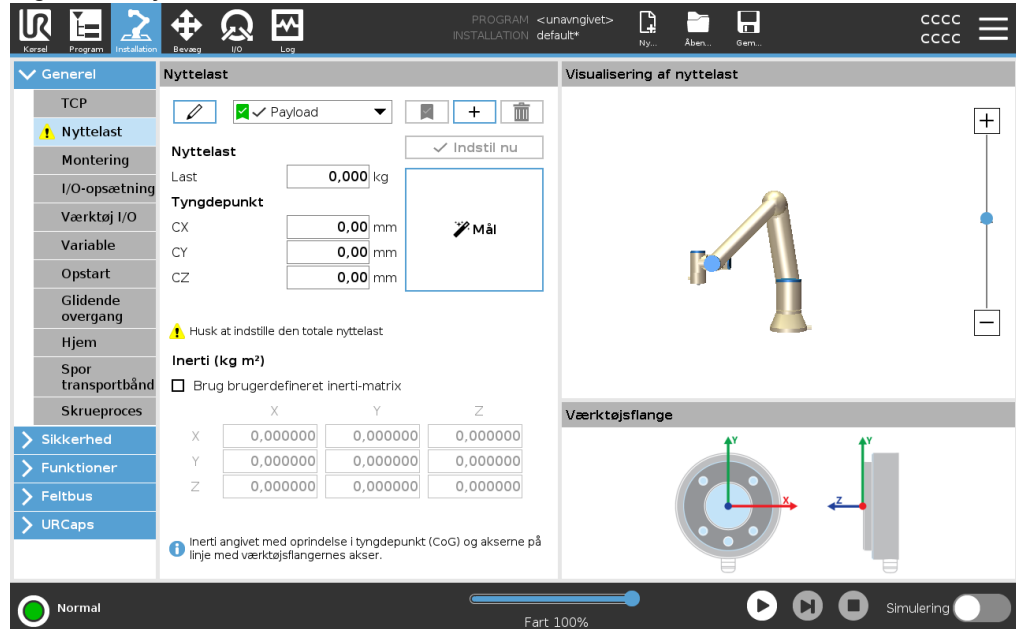 UR
PROGRAM <unavngivet>
INSTALLATION default*
CCCC
CCCC
Kørsel
Program
Installation
Bevæg
I/O
Log
Ny...
Åben...
Gem...
Generel
TCP
Nyttelast
Montering
I/O-opsætning
Værktøj I/O
Variable
Opstart
Glidende
overgang
Hjem
Spor
transportbånd
Skrueproces
Sikkerhed
Funktioner
Feltbus
URCaps
Nyttelast
Payload
Indstil nu
Nyttelast
Last 0,000 kg
Tyngdepunkt
CX 0,00 mm
CY 0,00 mm
CZ 0,00 mm
Mål
Husk at indstille den totale nyttelast
Inerti (kg m²)
Brug brugerdefineret inerti-matrix
X Y Z
X 0,000000 0,000000 0,000000
Y 0,000000 0,000000 0,000000
Z 0,000000 0,000000 0,000000
Inerti angivet med oprindelse i tyngdepunkt (CoG) og akserne på
linje med værktøjsflangernes akser.
Visualisering af nyttelast
Værktøjsflange
Y
X
Y
Z
Normal
Fart 100%
Simulering